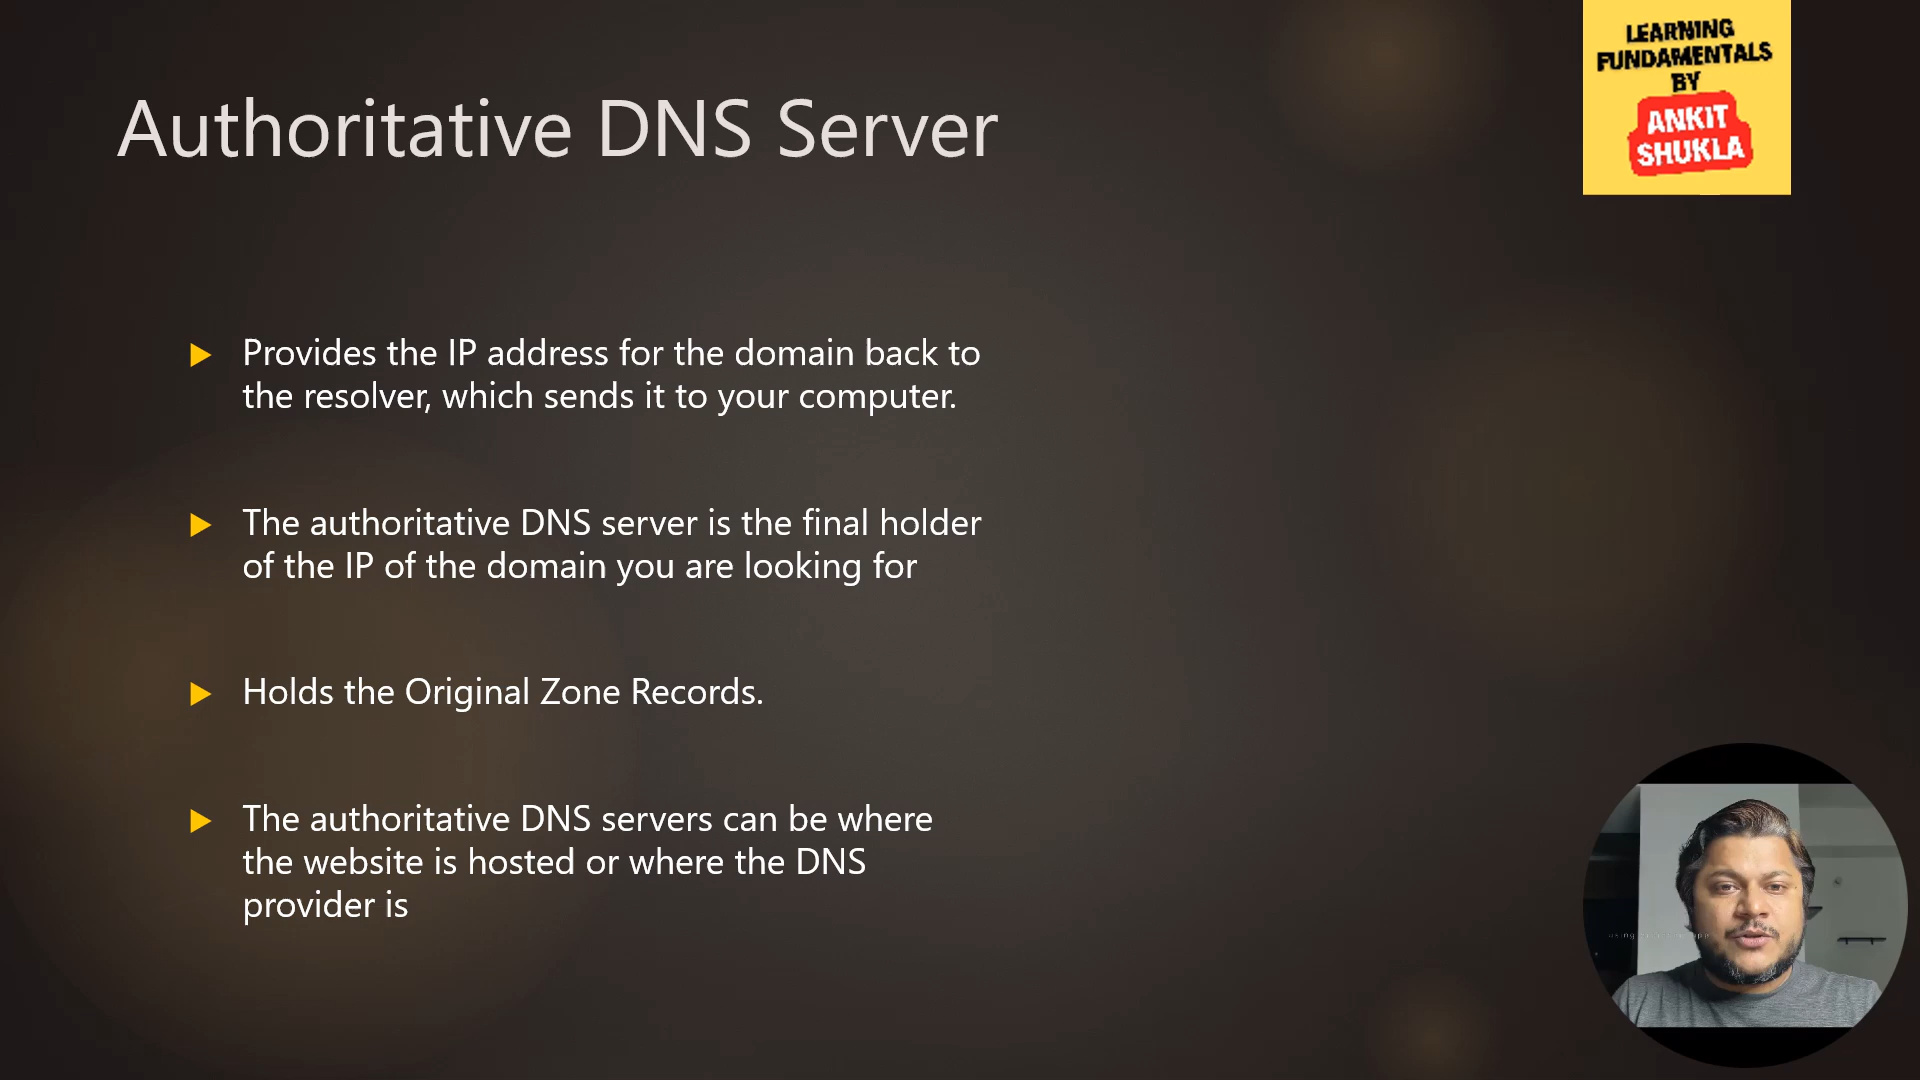 Authoritative DNS Server
LEARNING
FUNDAMENTALS
BY
ANKIT
SHUKLA
Provides the IP address for the domain back to
the resolver, which sends it to your computer.
The authoritative DNS server is the final holder
of the IP of the domain you are looking for
Holds the Original Zone Records.
The authoritative DNS servers can be where
the website is hosted or where the DNS
provider is